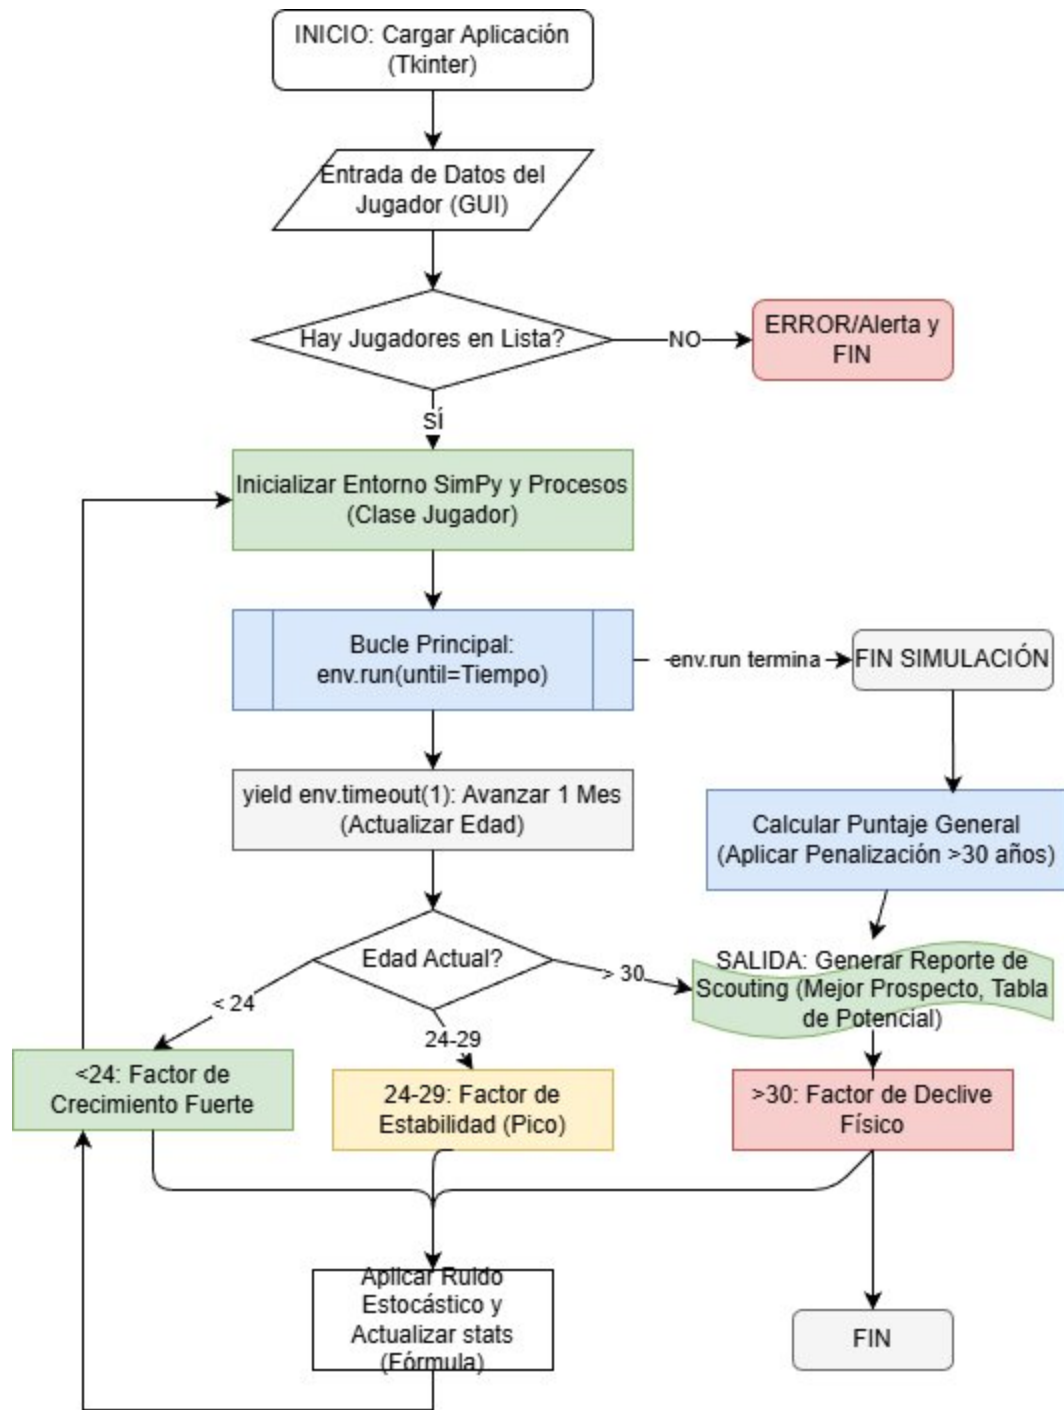 INICIO: Cargar Aplicación
(Tkinter)
Entrada de Datos del
Jugador (GUI)
Hay Jugadores en Lista?
NO
ERROR/Alerta y
FIN
SÍ
Inicializar Entorno SimPy y Procesos
(Clase Jugador)
Bucle Principal:
env.run(until=Tiempo)
-env.run termina
FIN SIMULACIÓN
yield env.timeout(1): Avanzar 1 Mes
(Actualizar Edad)
Calcular Puntaje General
(Aplicar Penalización >30 años)
Edad Actual?
< 24
24-29
> 30
SALIDA: Generar Reporte de
Scouting (Mejor Prospecto, Tabla
de Potencial)
<24: Factor de
Crecimiento Fuerte
24-29: Factor de
Estabilidad (Pico)
>30: Factor de Declive
Físico
Aplicar Ruido
Estocástico y
Actualizar stats
(Fórmula)
FIN